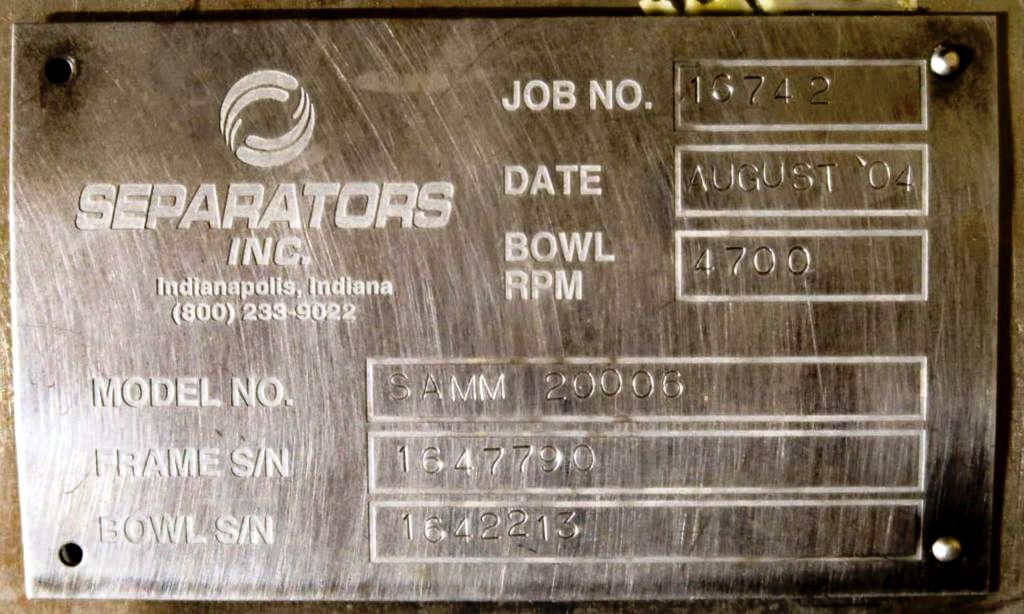 JOB NO. 16742
DATE AUGUST '04
BOWL
RPM 4700
SEPARATORS
INC.
Indianapolis, Indiana
(800) 233-9022
MODEL NO. SAMM 20006
FRAME S/N 1647790
BOWL S/N 1642213